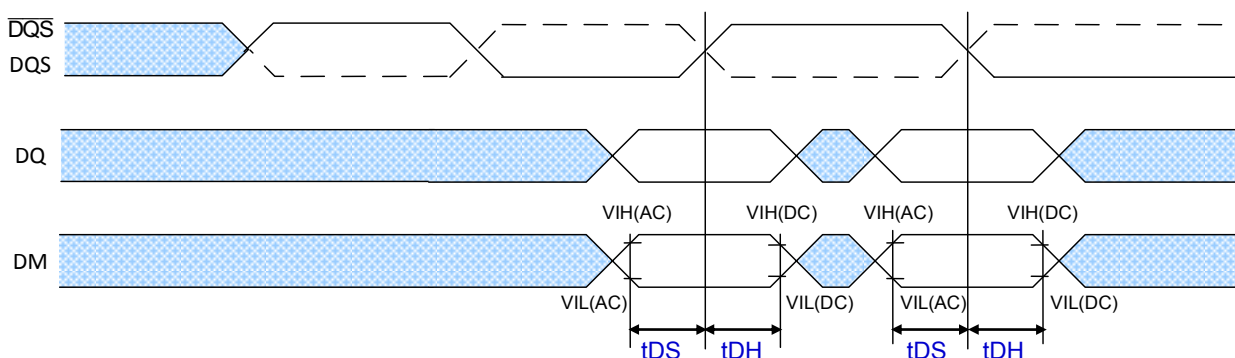 D̅Q̅S̅
DQS
DQ
VIH(AC) VIH(DC) VIH(AC) VIH(DC)
DM
VIL(AC) VIL(DC) VIL(AC) VIL(DC)
tDS tDH tDS tDH